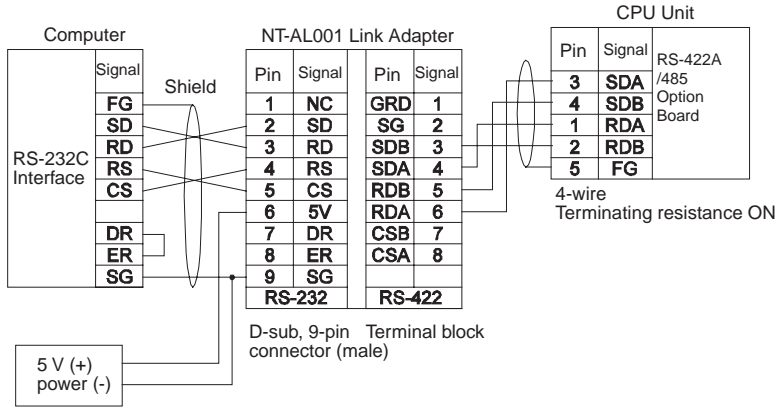 Computer
Signal
Shield
FG
SD
RD
RS
CS
DR
ER
SG
RS-232C
Interface
NT-AL001 Link Adapter
Pin Signal Pin Signal
1 NC GRD 1
2 SD SG 2
3 RD SDB 3
4 RS SDA 4
5 CS RDB 5
6 5V RDA 6
7 DR CSB 7
8 ER CSA 8
9 SG
RS-232 RS-422
D-sub, 9-pin
connector (male)
Terminal block
CPU Unit
Pin Signal
3 SDA
4 SDB
1 RDA
2 RDB
5 FG
RS-422A
/485
Option
Board
4-wire
Terminating resistance ON
5 V (+)
power (-)